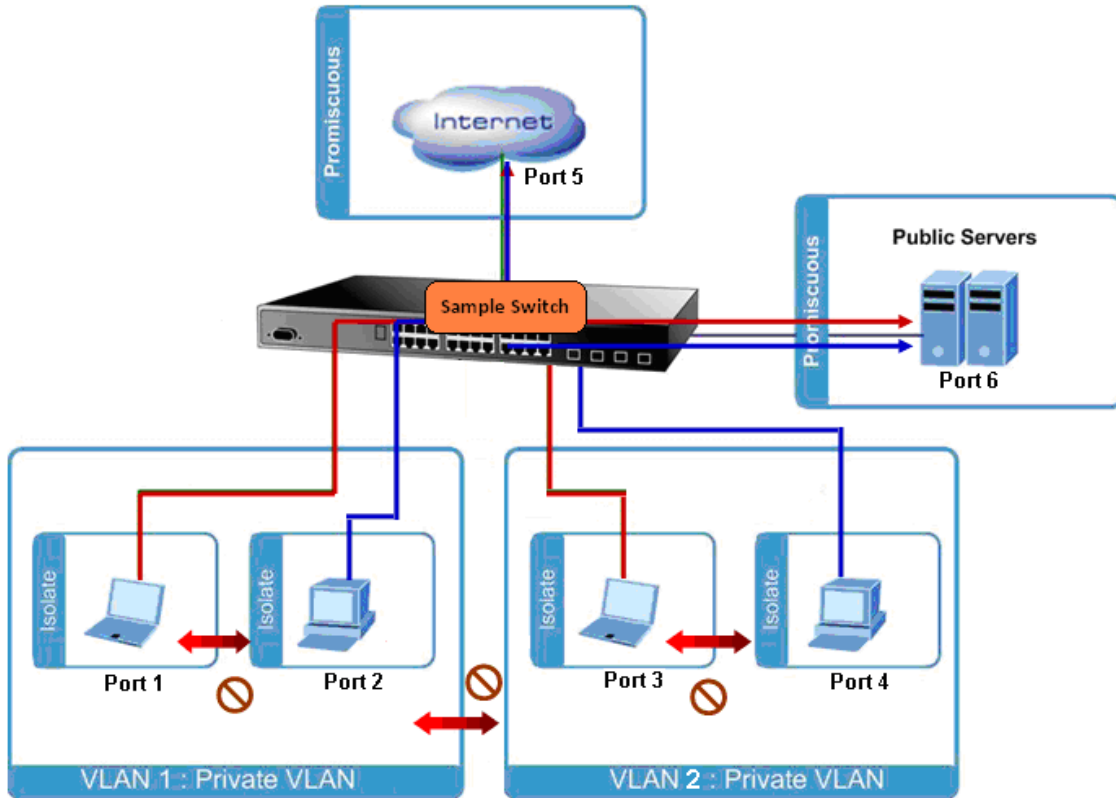 Promiscuous
Internet
Port 5
Sample Switch
Promiscuous
Public Servers
Port 6
Isolate
Port 1
Isolate
Port 2
Isolate
Port 3
Isolate
Port 4
VLAN 1 : Private VLAN
VLAN 2 : Private VLAN